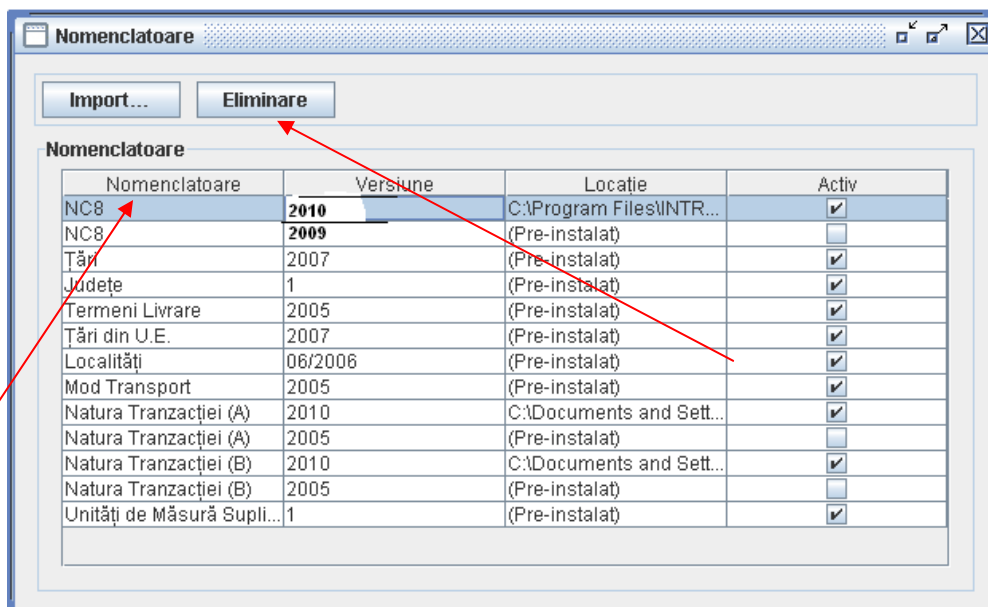 Nomenclatoare
Import... Eliminare
Nomenclatoare
Nomenclatoare Versiune Locație Activ
NC8 2010 C:\Program Files\INTR...
NC8 2009 (Pre-instalat)
Țări 2007 (Pre-instalat)
Județe 1 (Pre-instalat)
Termeni Livrare 2005 (Pre-instalat)
Țări din U.E. 2007 (Pre-instalat)
Localități 06/2006 (Pre-instalat)
Mod Transport 2005 (Pre-instalat)
Natura Tranzacției (A) 2010 C:\Documents and Sett...
Natura Tranzacției (A) 2005 (Pre-instalat)
Natura Tranzacției (B) 2010 C:\Documents and Sett...
Natura Tranzacției (B) 2005 (Pre-instalat)
Unități de Măsură Supli... 1 (Pre-instalat)